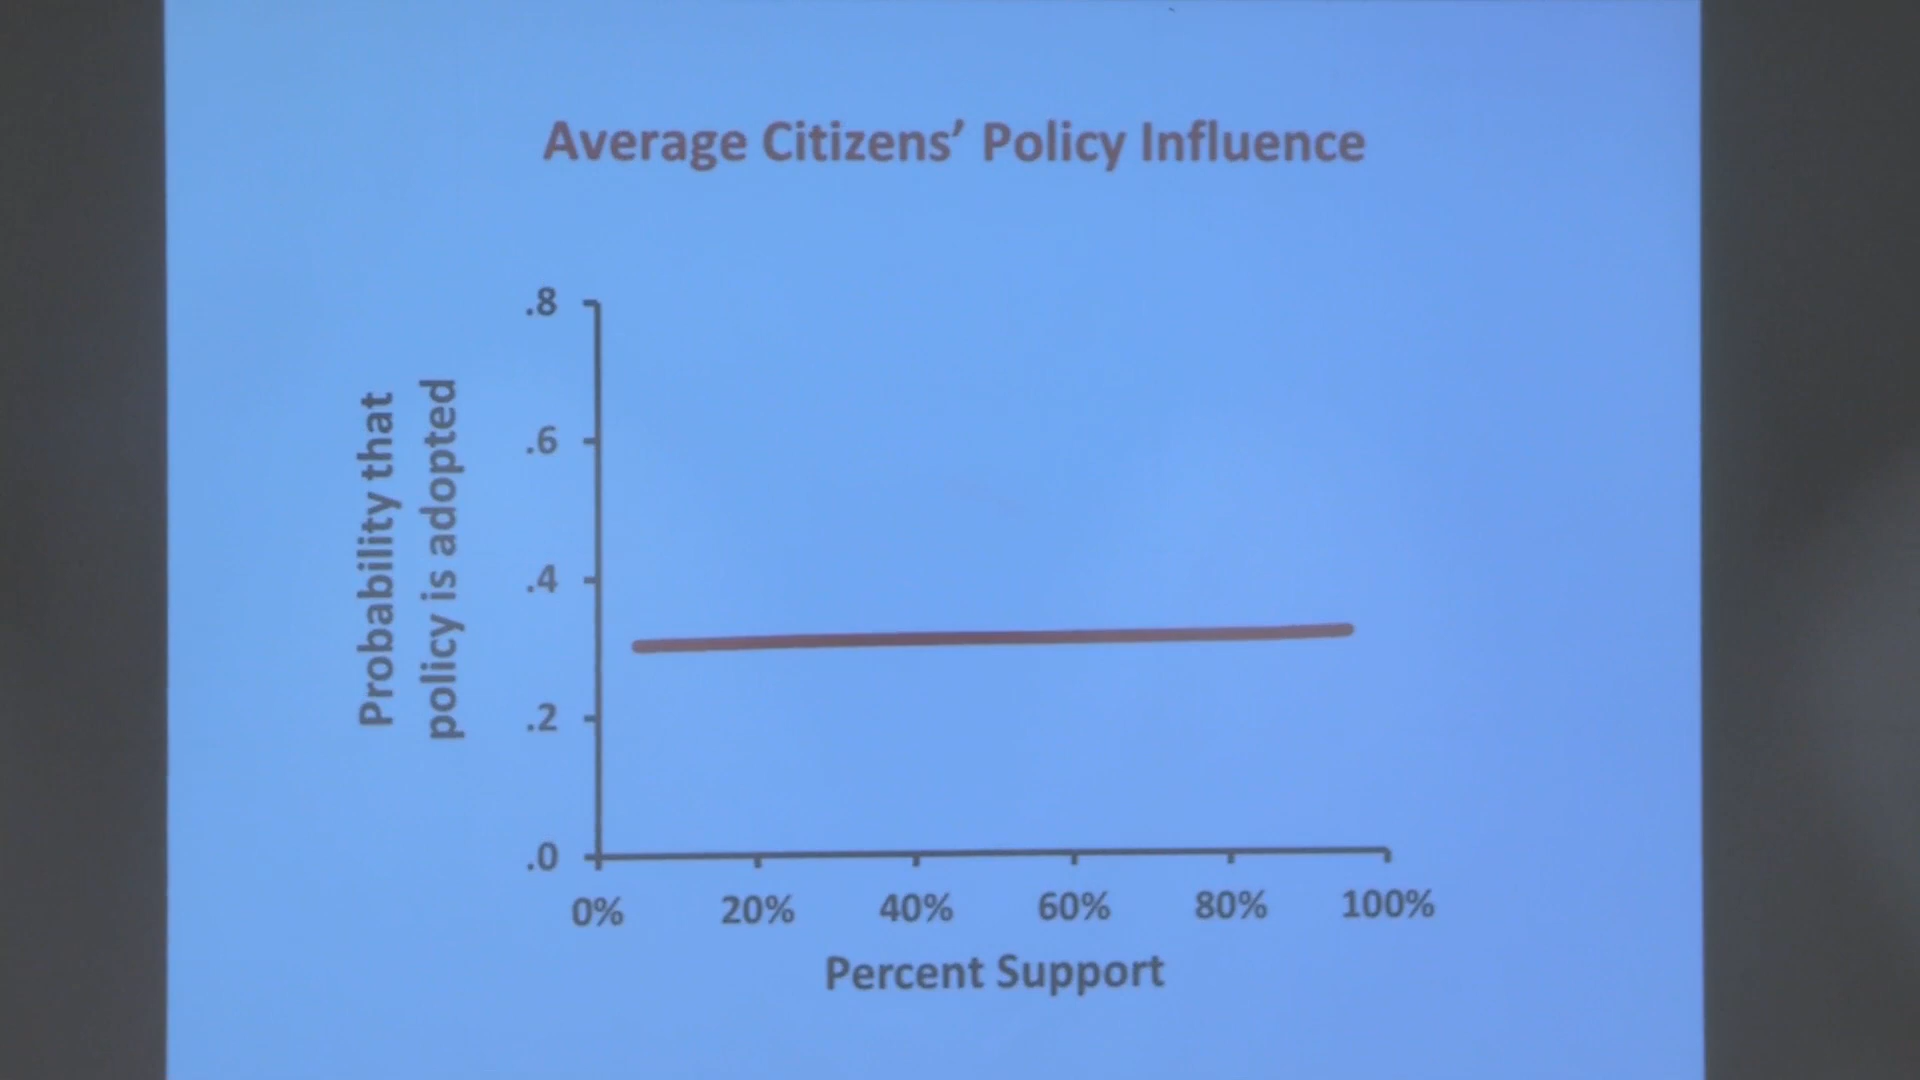 Average Citizens’ Policy Influence
Probability that
policy is adopted
.8
.6
.4
.2
.0
0% 20% 40% 60% 80% 100%
Percent Support